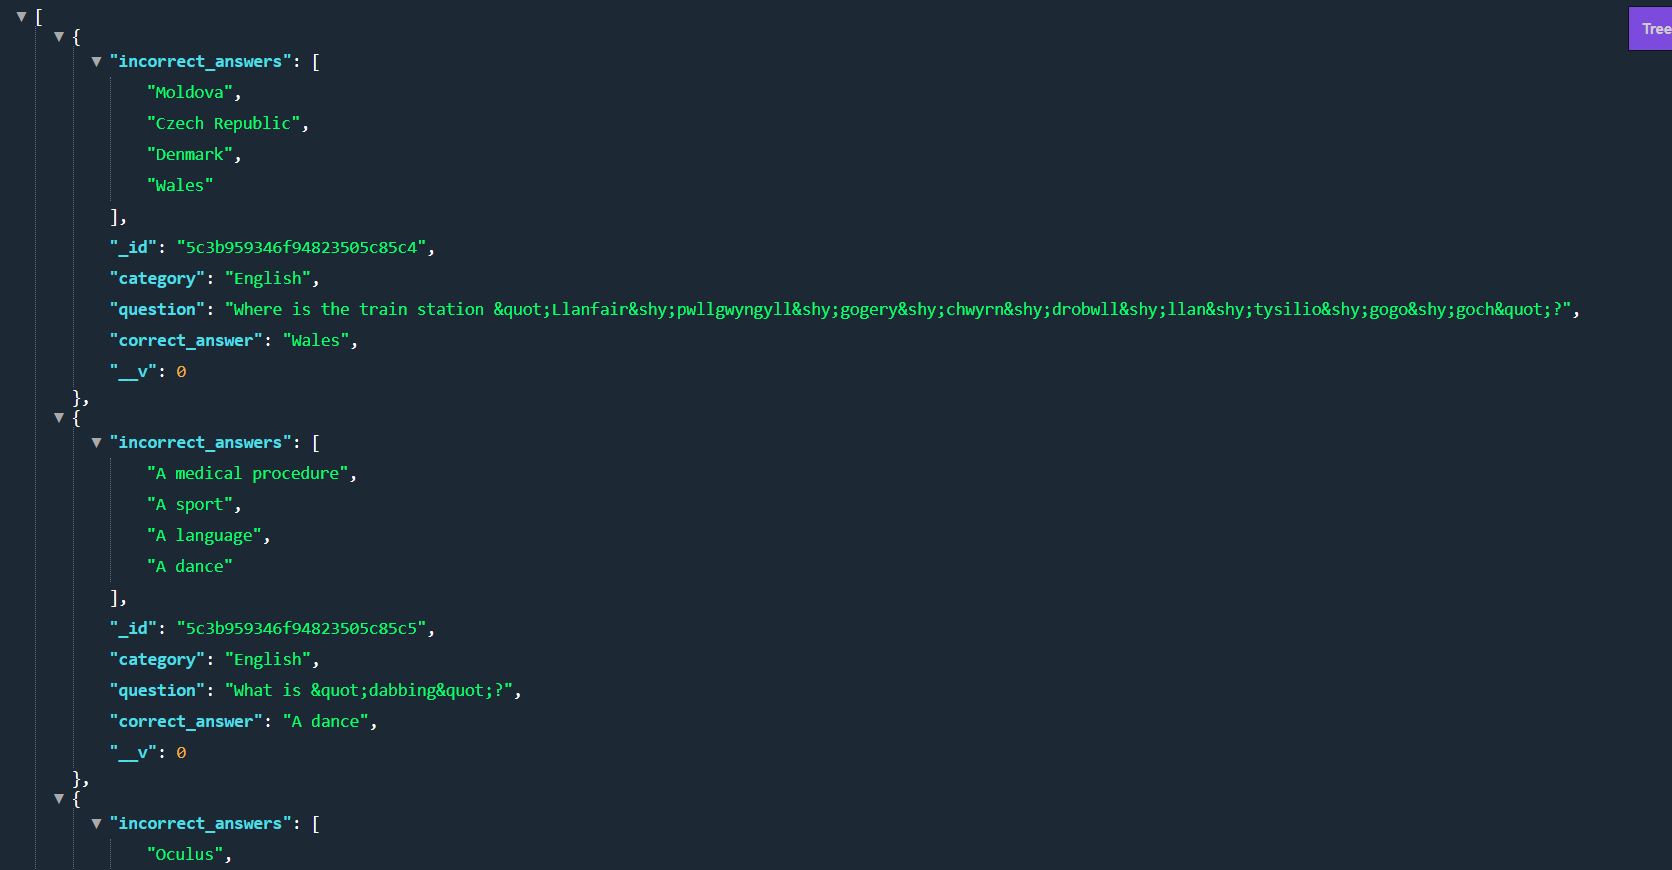 [
{
"incorrect_answers": [
"Moldova",
"Czech Republic",
"Denmark",
"Wales"
],
"_id": "5c3b959346f94823505c85c4",
"category": "English",
"question": "Where is the train station &quot;Llanfair&shy;pwllgwyngyll&shy;gogery&shy;chwyrn&shy;drobwll&shy;llan&shy;tysilio&shy;gogo&shy;goch&quot;?",
"correct_answer": "Wales",
"__v": 0
},
{
"incorrect_answers": [
"A medical procedure",
"A sport",
"A language",
"A dance"
],
"_id": "5c3b959346f94823505c85c5",
"category": "English",
"question": "What is &quot;dabbing&quot;?",
"correct_answer": "A dance",
"__v": 0
},
{
"incorrect_answers": [
"Oculus",
Tree